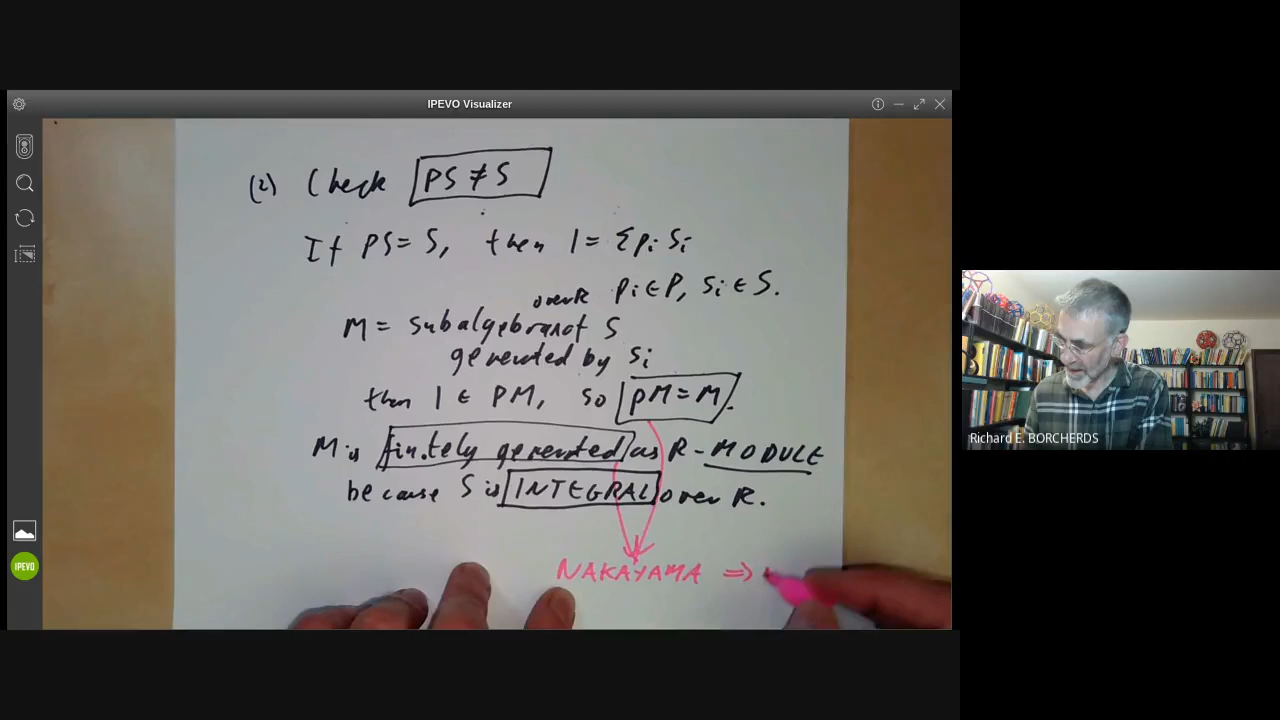 IPEVO Visualizer
(2) Check PS ≠ S
If PS = S, then 1 = Σ pi si
pi ∈ P, si ∈ S.
M = subalgebra of S over R
generated by si
then 1 ∈ PM, so PM = M.
M is finitely generated as R-MODULE
because S is INTEGRAL over R.
NAKAYAMA ⇒
IPEVO
Richard E. BORCHERDS